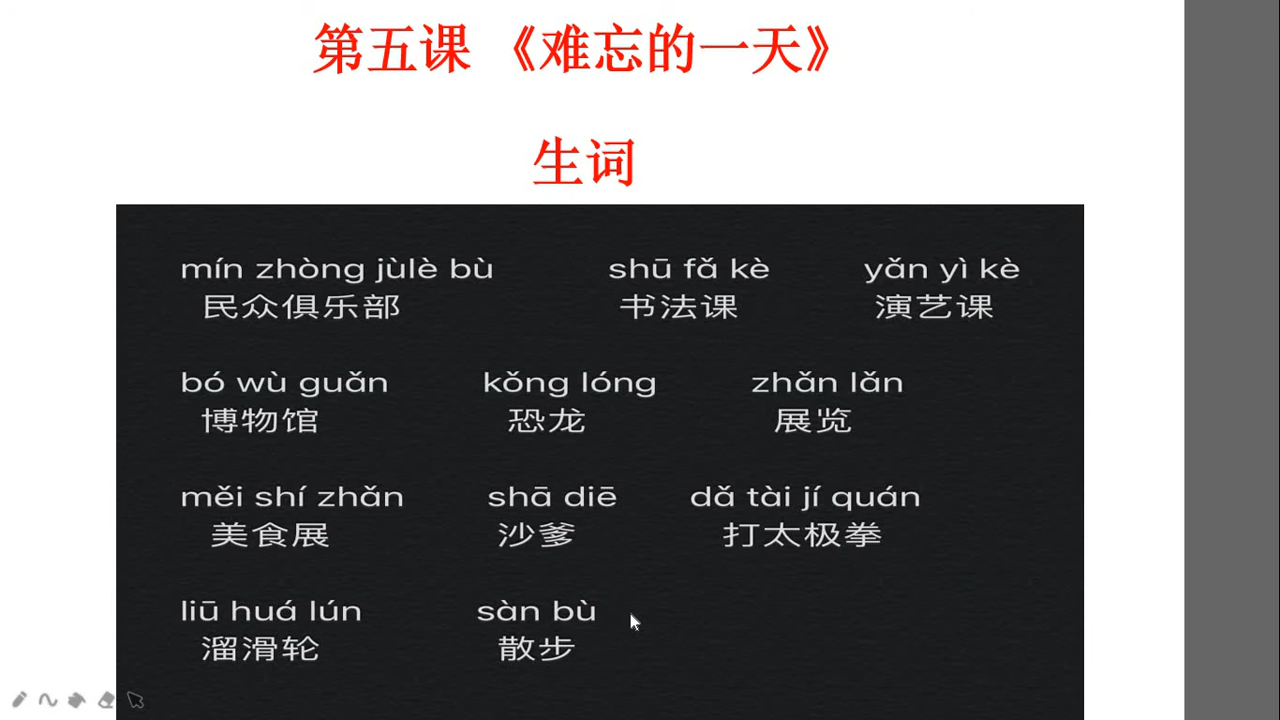 第五课 《难忘的一天》
生词
mín zhòng jùlè bù shū fǎ kè yǎn yì kè
民众俱乐部 书法课 演艺课
bó wù guǎn kǒng lóng zhǎn lǎn
博物馆 恐龙 展览
měi shí zhǎn shā diē dǎ tài jí quán
美食展 沙爹 打太极拳
liū huá lún sàn bù
溜滑轮 散步